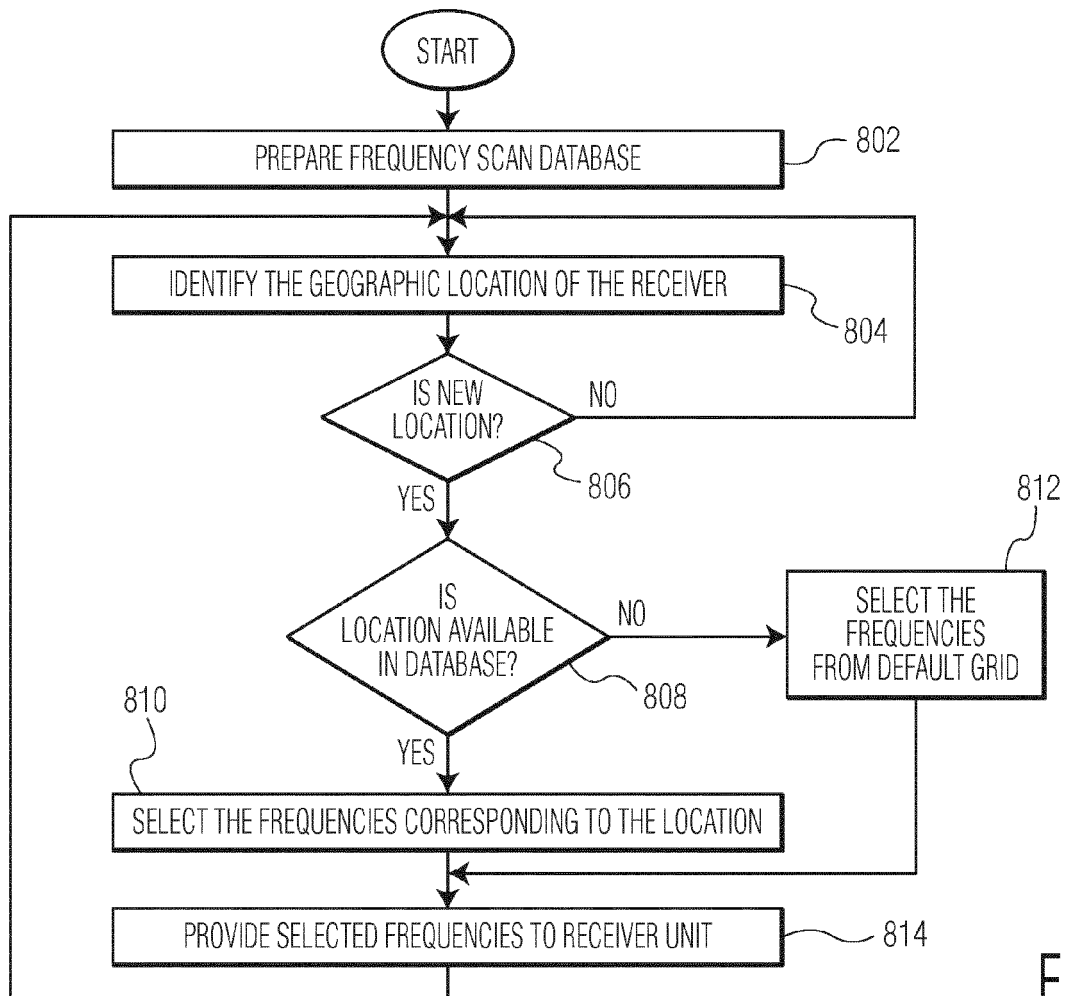 START
PREPARE FREQUENCY SCAN DATABASE
802
IDENTIFY THE GEOGRAPHIC LOCATION OF THE RECEIVER
804
IS NEW
LOCATION?
NO
806
YES
812
IS
LOCATION AVAILABLE
IN DATABASE?
NO
SELECT THE
FREQUENCIES
FROM DEFAULT GRID
808
810
YES
SELECT THE FREQUENCIES CORRESPONDING TO THE LOCATION
PROVIDE SELECTED FREQUENCIES TO RECEIVER UNIT
814